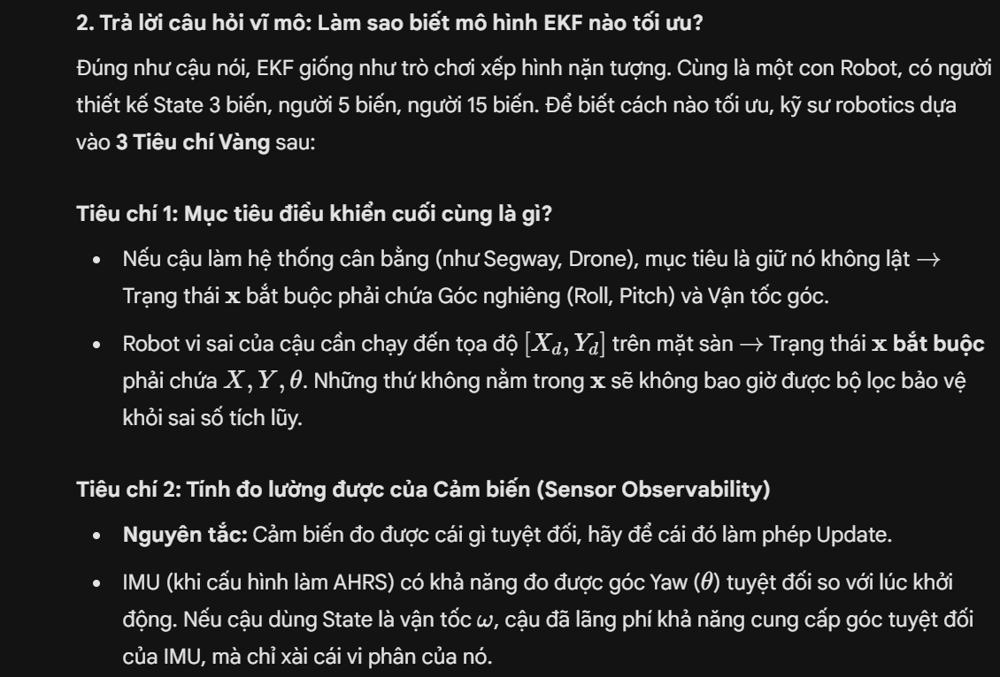 2. Trả lời câu hỏi vĩ mô: Làm sao biết mô hình EKF nào tối ưu?
Đúng như cậu nói, EKF giống như trò chơi xếp hình nặn tượng. Cùng là một con Robot, có người
thiết kế State 3 biến, người 5 biến, người 15 biến. Để biết cách nào tối ưu, kỹ sư robotics dựa
vào 3 Tiêu chí Vàng sau:
Tiêu chí 1: Mục tiêu điều khiển cuối cùng là gì?
• Nếu cậu làm hệ thống cân bằng (như Segway, Drone), mục tiêu là giữ nó không lật →
Trạng thái x bắt buộc phải chứa Góc nghiêng (Roll, Pitch) và Vận tốc góc.
• Robot vi sai của cậu cần chạy đến tọa độ [X_d, Y_d] trên mặt sàn → Trạng thái x bắt buộc
phải chứa X, Y, θ. Những thứ không nằm trong x sẽ không bao giờ được bộ lọc bảo vệ
khỏi sai số tích lũy.
Tiêu chí 2: Tính đo lường được của Cảm biến (Sensor Observability)
• Nguyên tắc: Cảm biến đo được cái gì tuyệt đối, hãy để cái đó làm phép Update.
• IMU (khi cấu hình làm AHRS) có khả năng đo được góc Yaw (θ) tuyệt đối so với lúc khởi
động. Nếu cậu dùng State là vận tốc ω, cậu đã lãng phí khả năng cung cấp góc tuyệt đối
của IMU, mà chỉ xài cái vi phân của nó.